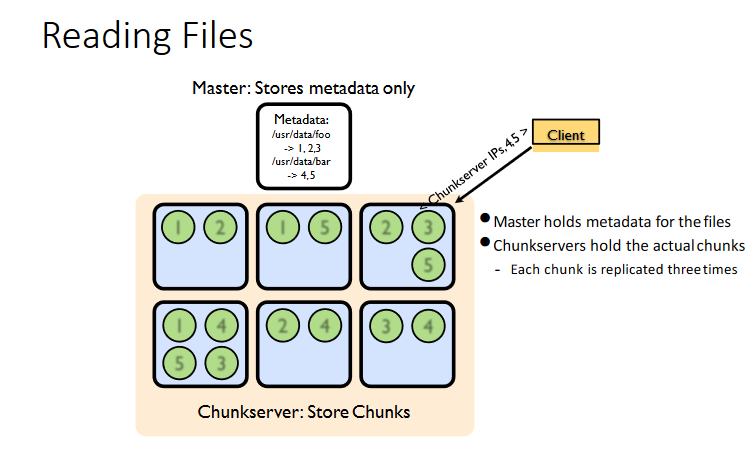 Reading Files
Master: Stores metadata only
Metadata:
/usr/data/foo
-> 1, 2,3
/usr/data/bar
-> 4,5
< Chunkserver IPs,4,5 >
Client
1 2
1 5
2 3
5
1 4
5 3
2 4
3 4
Chunkserver: Store Chunks
● Master holds metadata for the files
● Chunkservers hold the actual chunks
- Each chunk is replicated three times